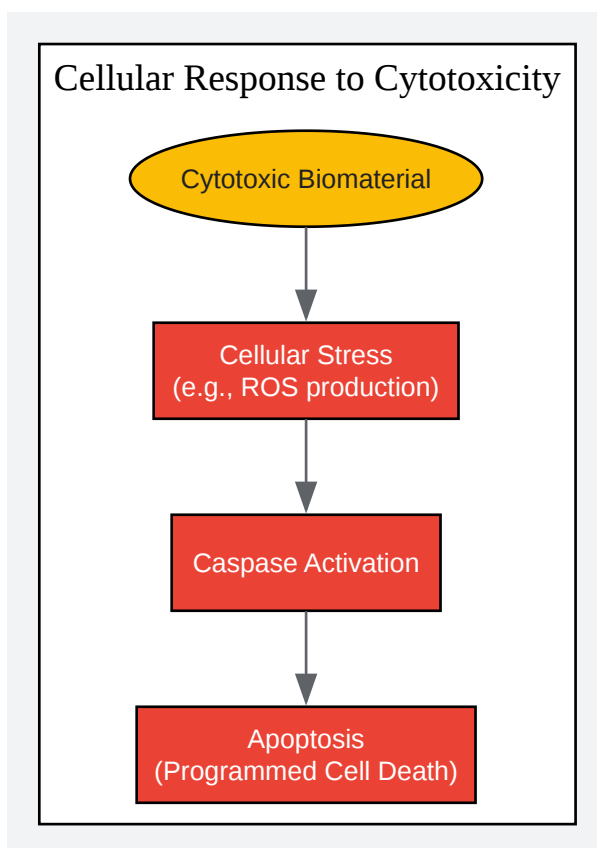 Cellular Response to Cytotoxicity
Cytotoxic Biomaterial
Cellular Stress
(e.g., ROS production)
Caspase Activation
Apoptosis
(Programmed Cell Death)